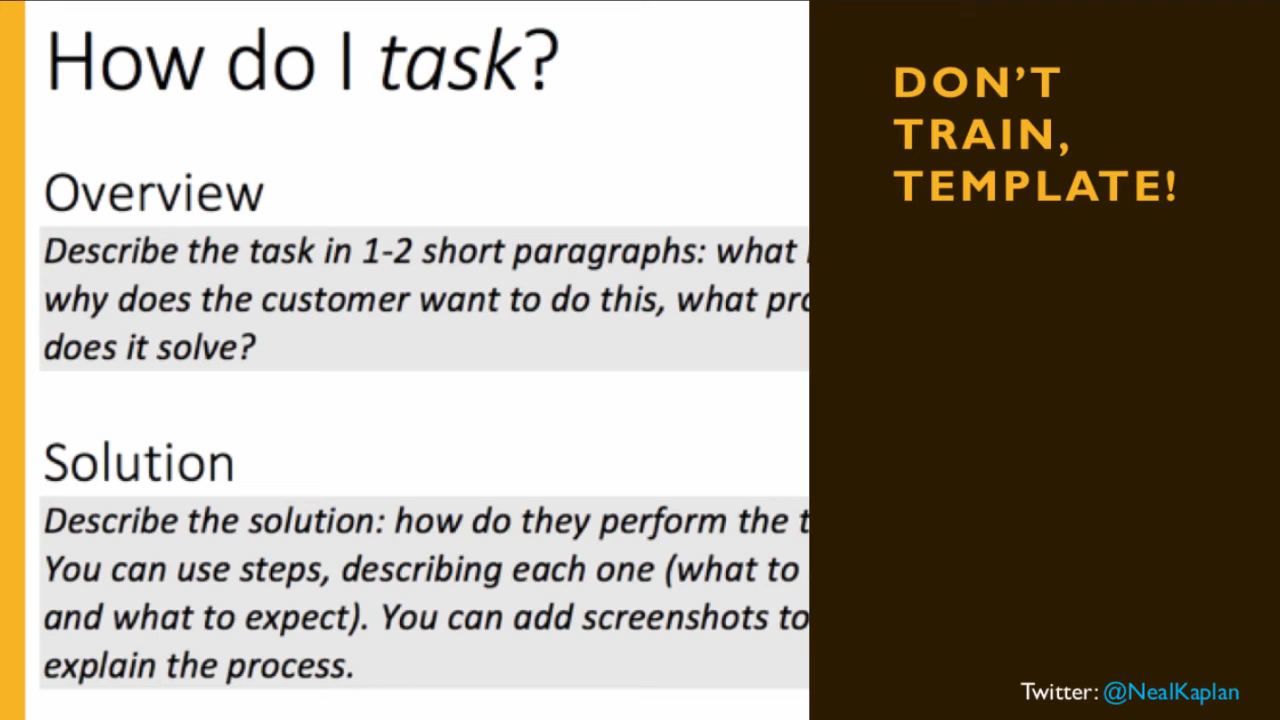 How do I task?
Overview
Describe the task in 1-2 short paragraphs: what
why does the customer want to do this, what
does it solve?
Solution
Describe the solution: how do they perform the
You can use steps, describing each one (what to
and what to expect). You can add screenshots to
explain the process.
DON’T
TRAIN,
TEMPLATE!
Twitter: @NealKaplan